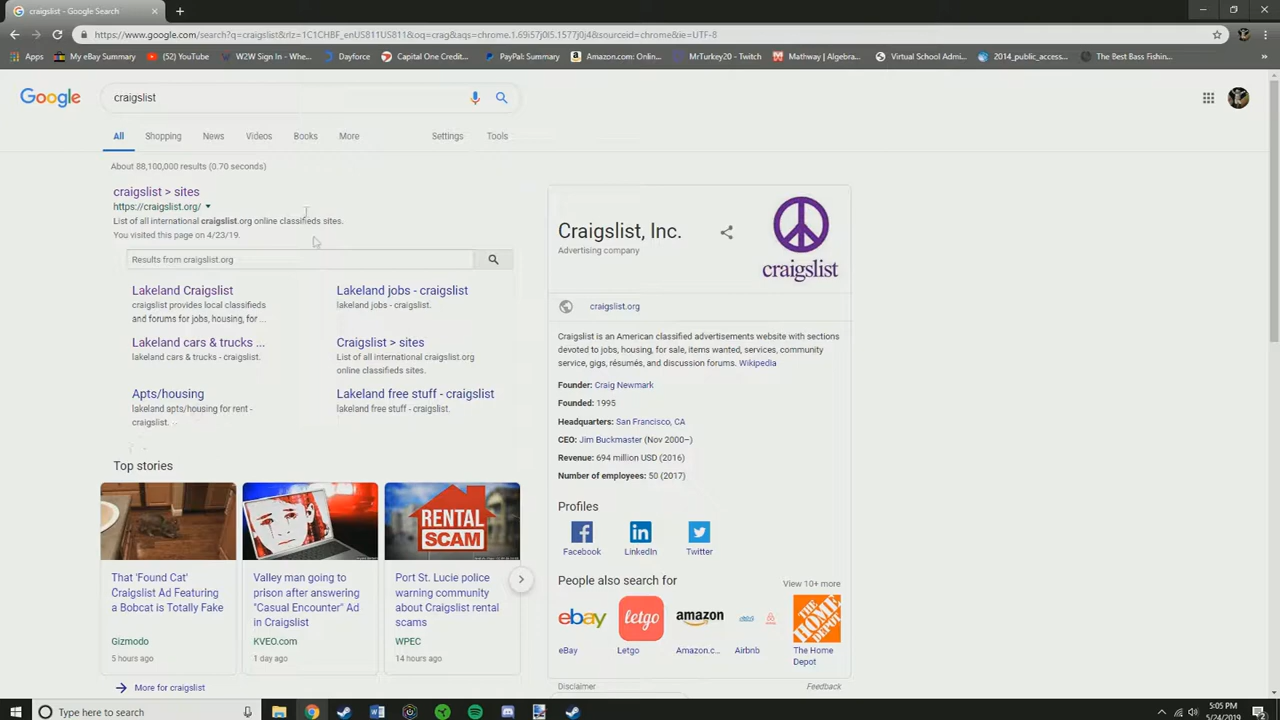 craigslist - Google Search
https://www.google.com/search?q=craigslist&rlz=1C1CHBF_enUS811US811&oq=crag&aqs=chrome.1.69i57j0l5.1577j0j4&sourceid=chrome&ie=UTF-8
Apps
My eBay Summary
(52) YouTube
W2W Sign In - Whe...
Dayforce
Capital One Credit...
PayPal: Summary
Amazon.com: Onlin...
MrTurkey20 - Twitch
Mathway | Algebra...
Virtual School Admi...
2014_public_access...
The Best Bass Fishin...
Google
craigslist
All
Shopping
News
Videos
Books
More
Settings
Tools
About 88,100,000 results (0.70 seconds)
craigslist > sites
https://craigslist.org/
List of all international craigslist.org online classifieds sites.
You visited this page on 4/23/19.
Results from craigslist.org
Lakeland Craigslist
craigslist provides local classifieds
and forums for jobs, housing, for ...
Lakeland jobs - craigslist
lakeland jobs - craigslist.
Lakeland cars & trucks ...
lakeland cars & trucks - craigslist.
Craigslist > sites
List of all international craigslist.org
online classifieds sites.
Apts/housing
lakeland apts/housing for rent -
craigslist.
Lakeland free stuff - craigslist
lakeland free stuff - craigslist.
Top stories
RENTAL
SCAM
That 'Found Cat'
Craigslist Ad Featuring
a Bobcat is Totally Fake
Gizmodo
5 hours ago
Valley man going to
prison after answering
"Casual Encounter" Ad
in Craigslist
KVEO.com
1 day ago
Port St. Lucie police
warning community
about Craigslist rental
scams
WPEC
14 hours ago
More for craigslist
Craigslist, Inc.
Advertising company
craigslist
craigslist.org
Craigslist is an American classified advertisements website with sections
devoted to jobs, housing, for sale, items wanted, services, community
service, gigs, résumés, and discussion forums. Wikipedia
Founder: Craig Newmark
Founded: 1995
Headquarters: San Francisco, CA
CEO: Jim Buckmaster (Nov 2000–)
Revenue: 694 million USD (2016)
Number of employees: 50 (2017)
Profiles
Facebook
LinkedIn
Twitter
People also search for
View 10+ more
ebay
letgo
amazon
THE HOME DEPOT
eBay
Letgo
Amazon.c...
Airbnb
The Home
Depot
Disclaimer
Feedback
Type here to search
5:05 PM
5/24/2019